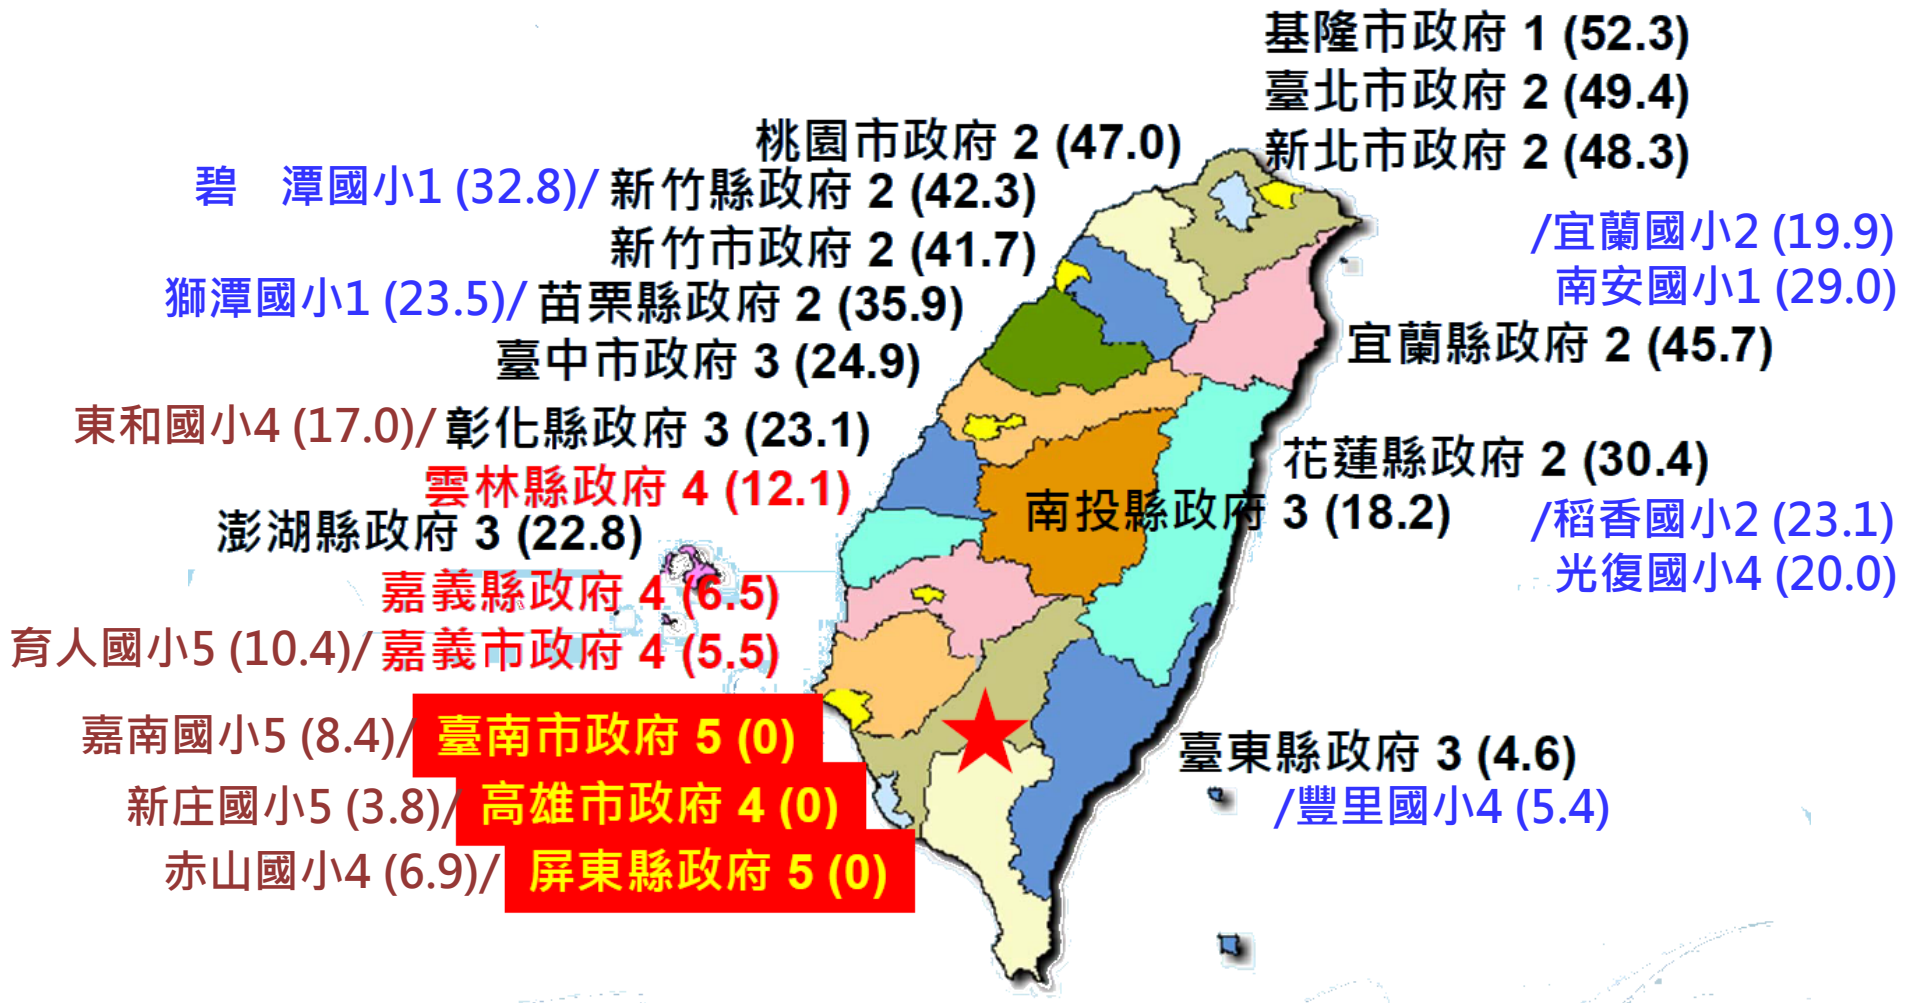 基隆市政府 1 (52.3)
臺北市政府 2 (49.4)
桃園市政府 2 (47.0)
新北市政府 2 (48.3)
碧　潭國小1 (32.8)/ 新竹縣政府 2 (42.3)
/宜蘭國小2 (19.9)
新竹市政府 2 (41.7)
南安國小1 (29.0)
獅潭國小1 (23.5)/ 苗栗縣政府 2 (35.9)
宜蘭縣政府 2 (45.7)
臺中市政府 3 (24.9)
東和國小4 (17.0)/ 彰化縣政府 3 (23.1)
花蓮縣政府 2 (30.4)
雲林縣政府 4 (12.1)
南投縣政府 3 (18.2)
/稻香國小2 (23.1)
澎湖縣政府 3 (22.8)
光復國小4 (20.0)
嘉義縣政府 4 (6.5)
育人國小5 (10.4)/ 嘉義市政府 4 (5.5)
嘉南國小5 (8.4)/ 臺南市政府 5 (0)
臺東縣政府 3 (4.6)
新庄國小5 (3.8)/ 高雄市政府 4 (0)
/豐里國小4 (5.4)
赤山國小4 (6.9)/ 屏東縣政府 5 (0)